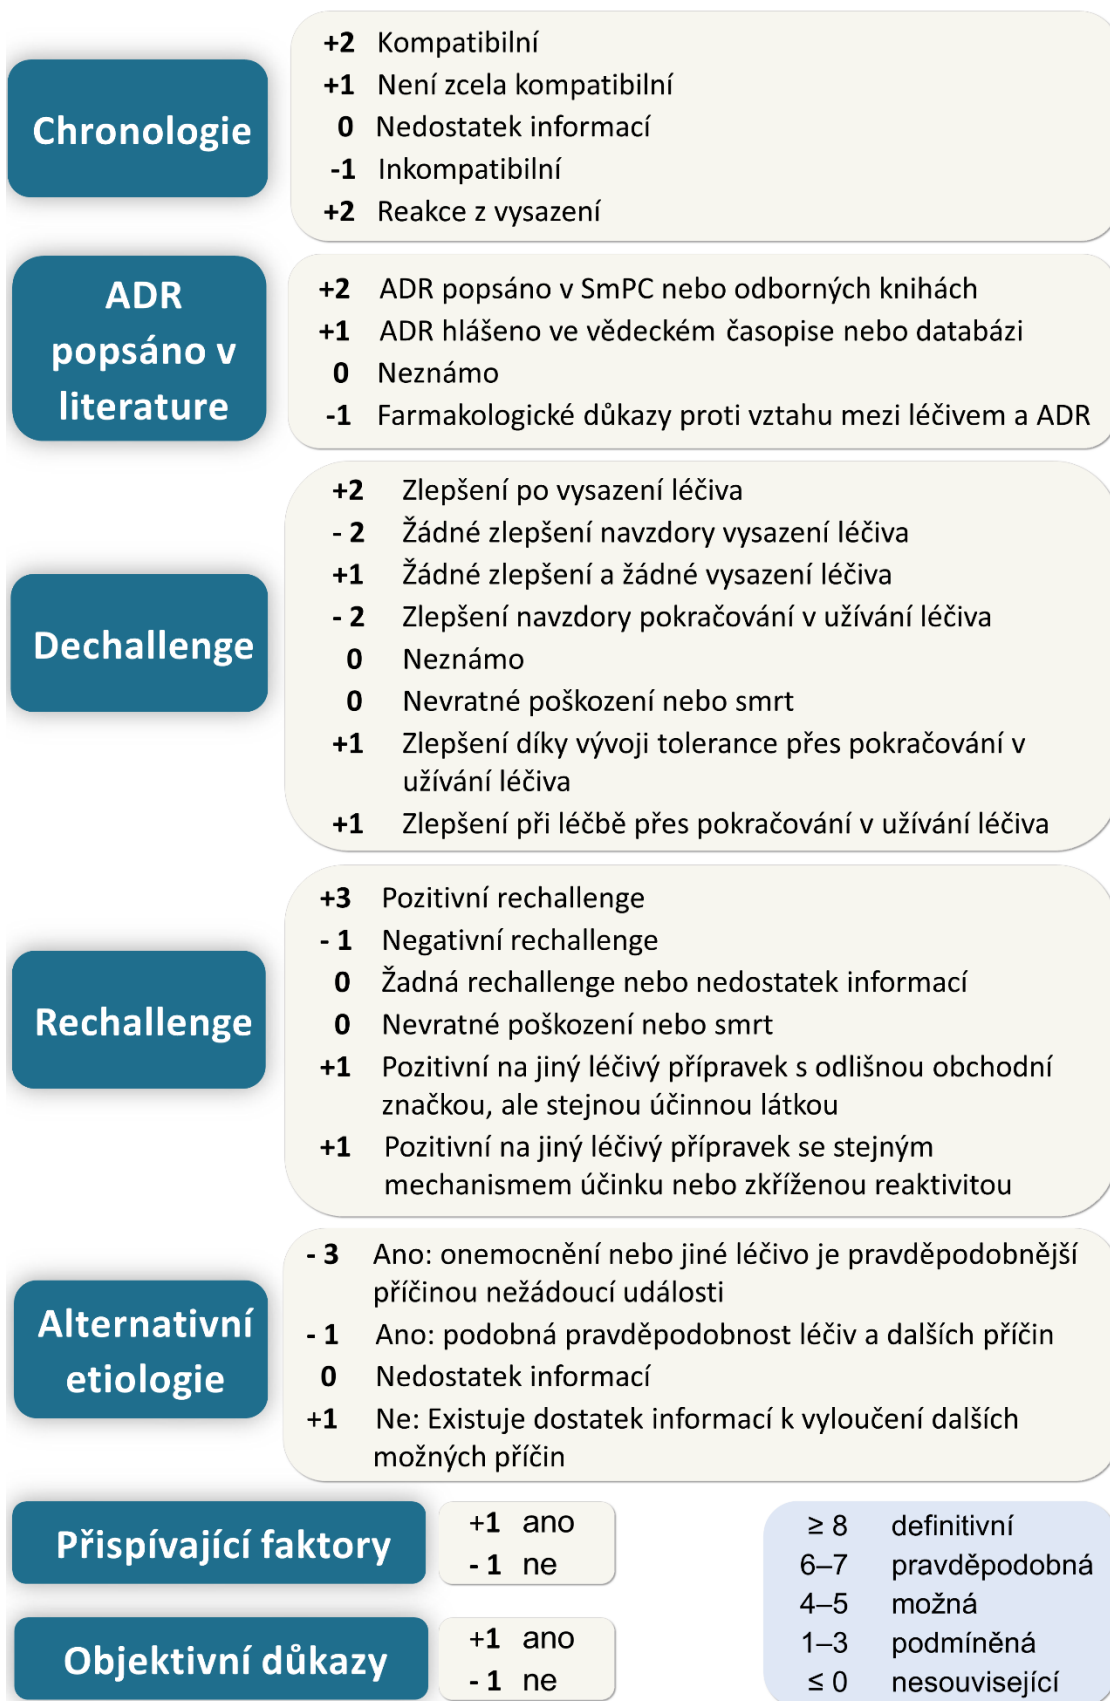 Chronologie
+2 Kompatibilní
+1 Není zcela kompatibilní
0 Nedostatek informací
-1 Inkompatibilní
+2 Reakce z vysazení
ADR
popsáno v
literature
+2 ADR popsáno v SmPC nebo odborných knihách
+1 ADR hlášeno ve vědeckém časopise nebo databázi
0 Neznámo
-1 Farmakologické důkazy proti vztahu mezi léčivem a ADR
Dechallenge
+2 Zlepšení po vysazení léčiva
- 2 Žádné zlepšení navzdory vysazení léčiva
+1 Žádné zlepšení a žádné vysazení léčiva
- 2 Zlepšení navzdory pokračování v užívání léčiva
0 Neznámo
0 Nevratné poškození nebo smrt
+1 Zlepšení díky vývoji tolerance přes pokračování v
užívání léčiva
+1 Zlepšení při léčbě přes pokračování v užívání léčiva
Rechallenge
+3 Pozitivní rechallenge
- 1 Negativní rechallenge
0 Žadná rechallenge nebo nedostatek informací
0 Nevratné poškození nebo smrt
+1 Pozitivní na jiný léčivý přípravek s odlišnou obchodní
značkou, ale stejnou účinnou látkou
+1 Pozitivní na jiný léčivý přípravek se stejným
mechanismem účinku nebo zkříženou reaktivitou
Alternativní
etiologie
- 3 Ano: onemocnění nebo jiné léčivo je pravděpodobnější
příčinou nežádoucí události
- 1 Ano: podobná pravděpodobnost léčiv a dalších příčin
0 Nedostatek informací
+1 Ne: Existuje dostatek informací k vyloučení dalších
možných příčin
Přispívající faktory
+1 ano
- 1 ne
Objektivní důkazy
+1 ano
- 1 ne
≥ 8 definitivní
6–7 pravděpodobná
4–5 možná
1–3 podmíněná
≤ 0 nesouvisející